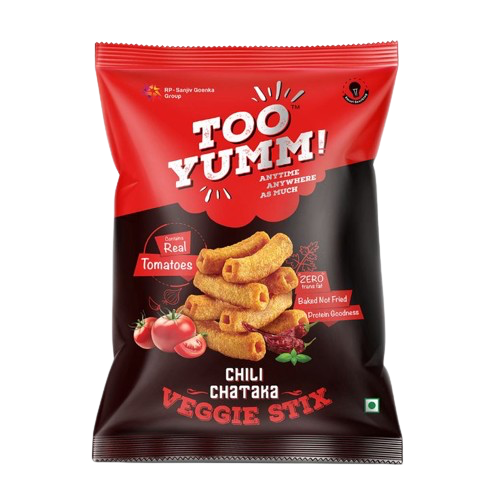 RP-Sanjiv Goenka
Group
TOO
YUMM!
TM
ANYTIME
ANYWHERE
AS MUCH
Contains
Real
Tomatoes
ZERO
trans fat
Baked Not Fried
Protein Goodness
CHILI
CHATAKA
VEGGIE STIX